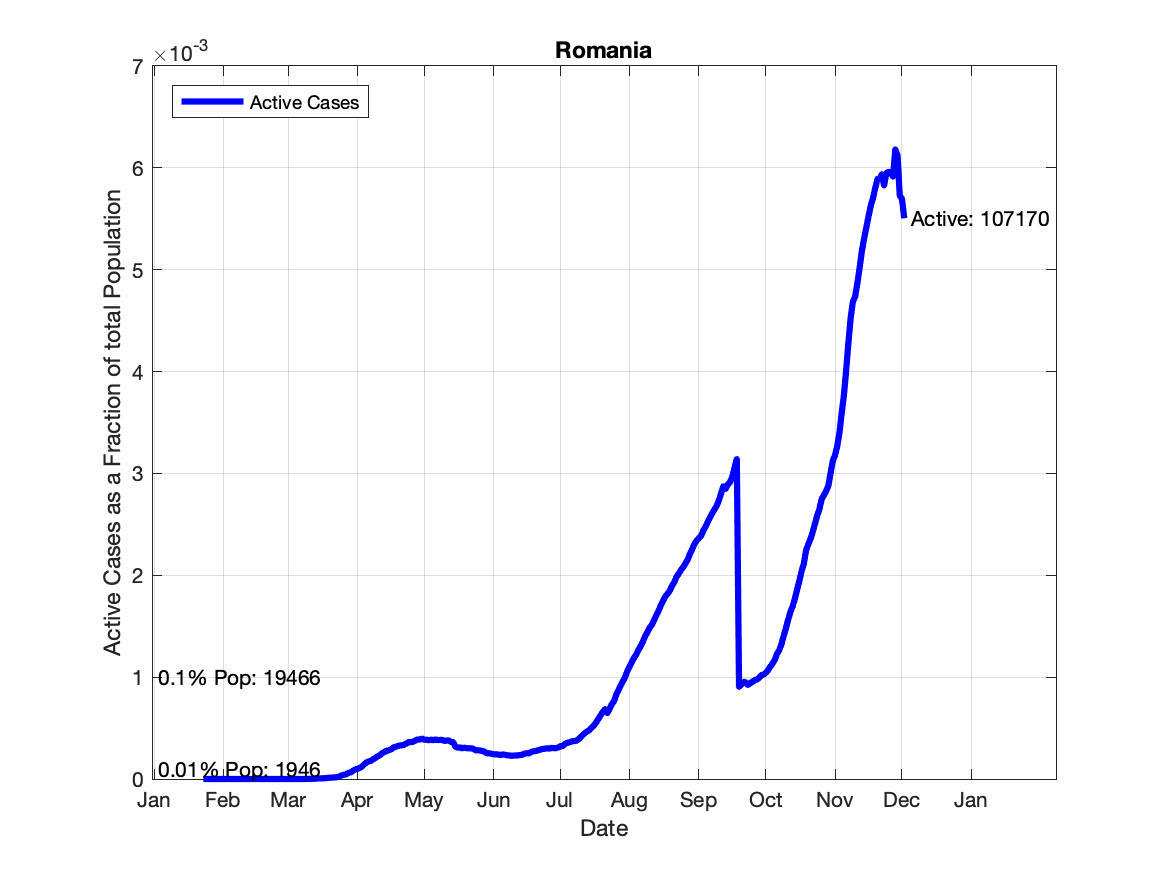 Romania
×10-3
7
Active Cases
6
Active: 107170
5
4
3
2
1
0.1% Pop: 19466
0.01% Pop: 1946
0
Jan Feb Mar Apr May Jun Jul Aug Sep Oct Nov Dec Jan
Date
Active Cases as a Fraction of total Population